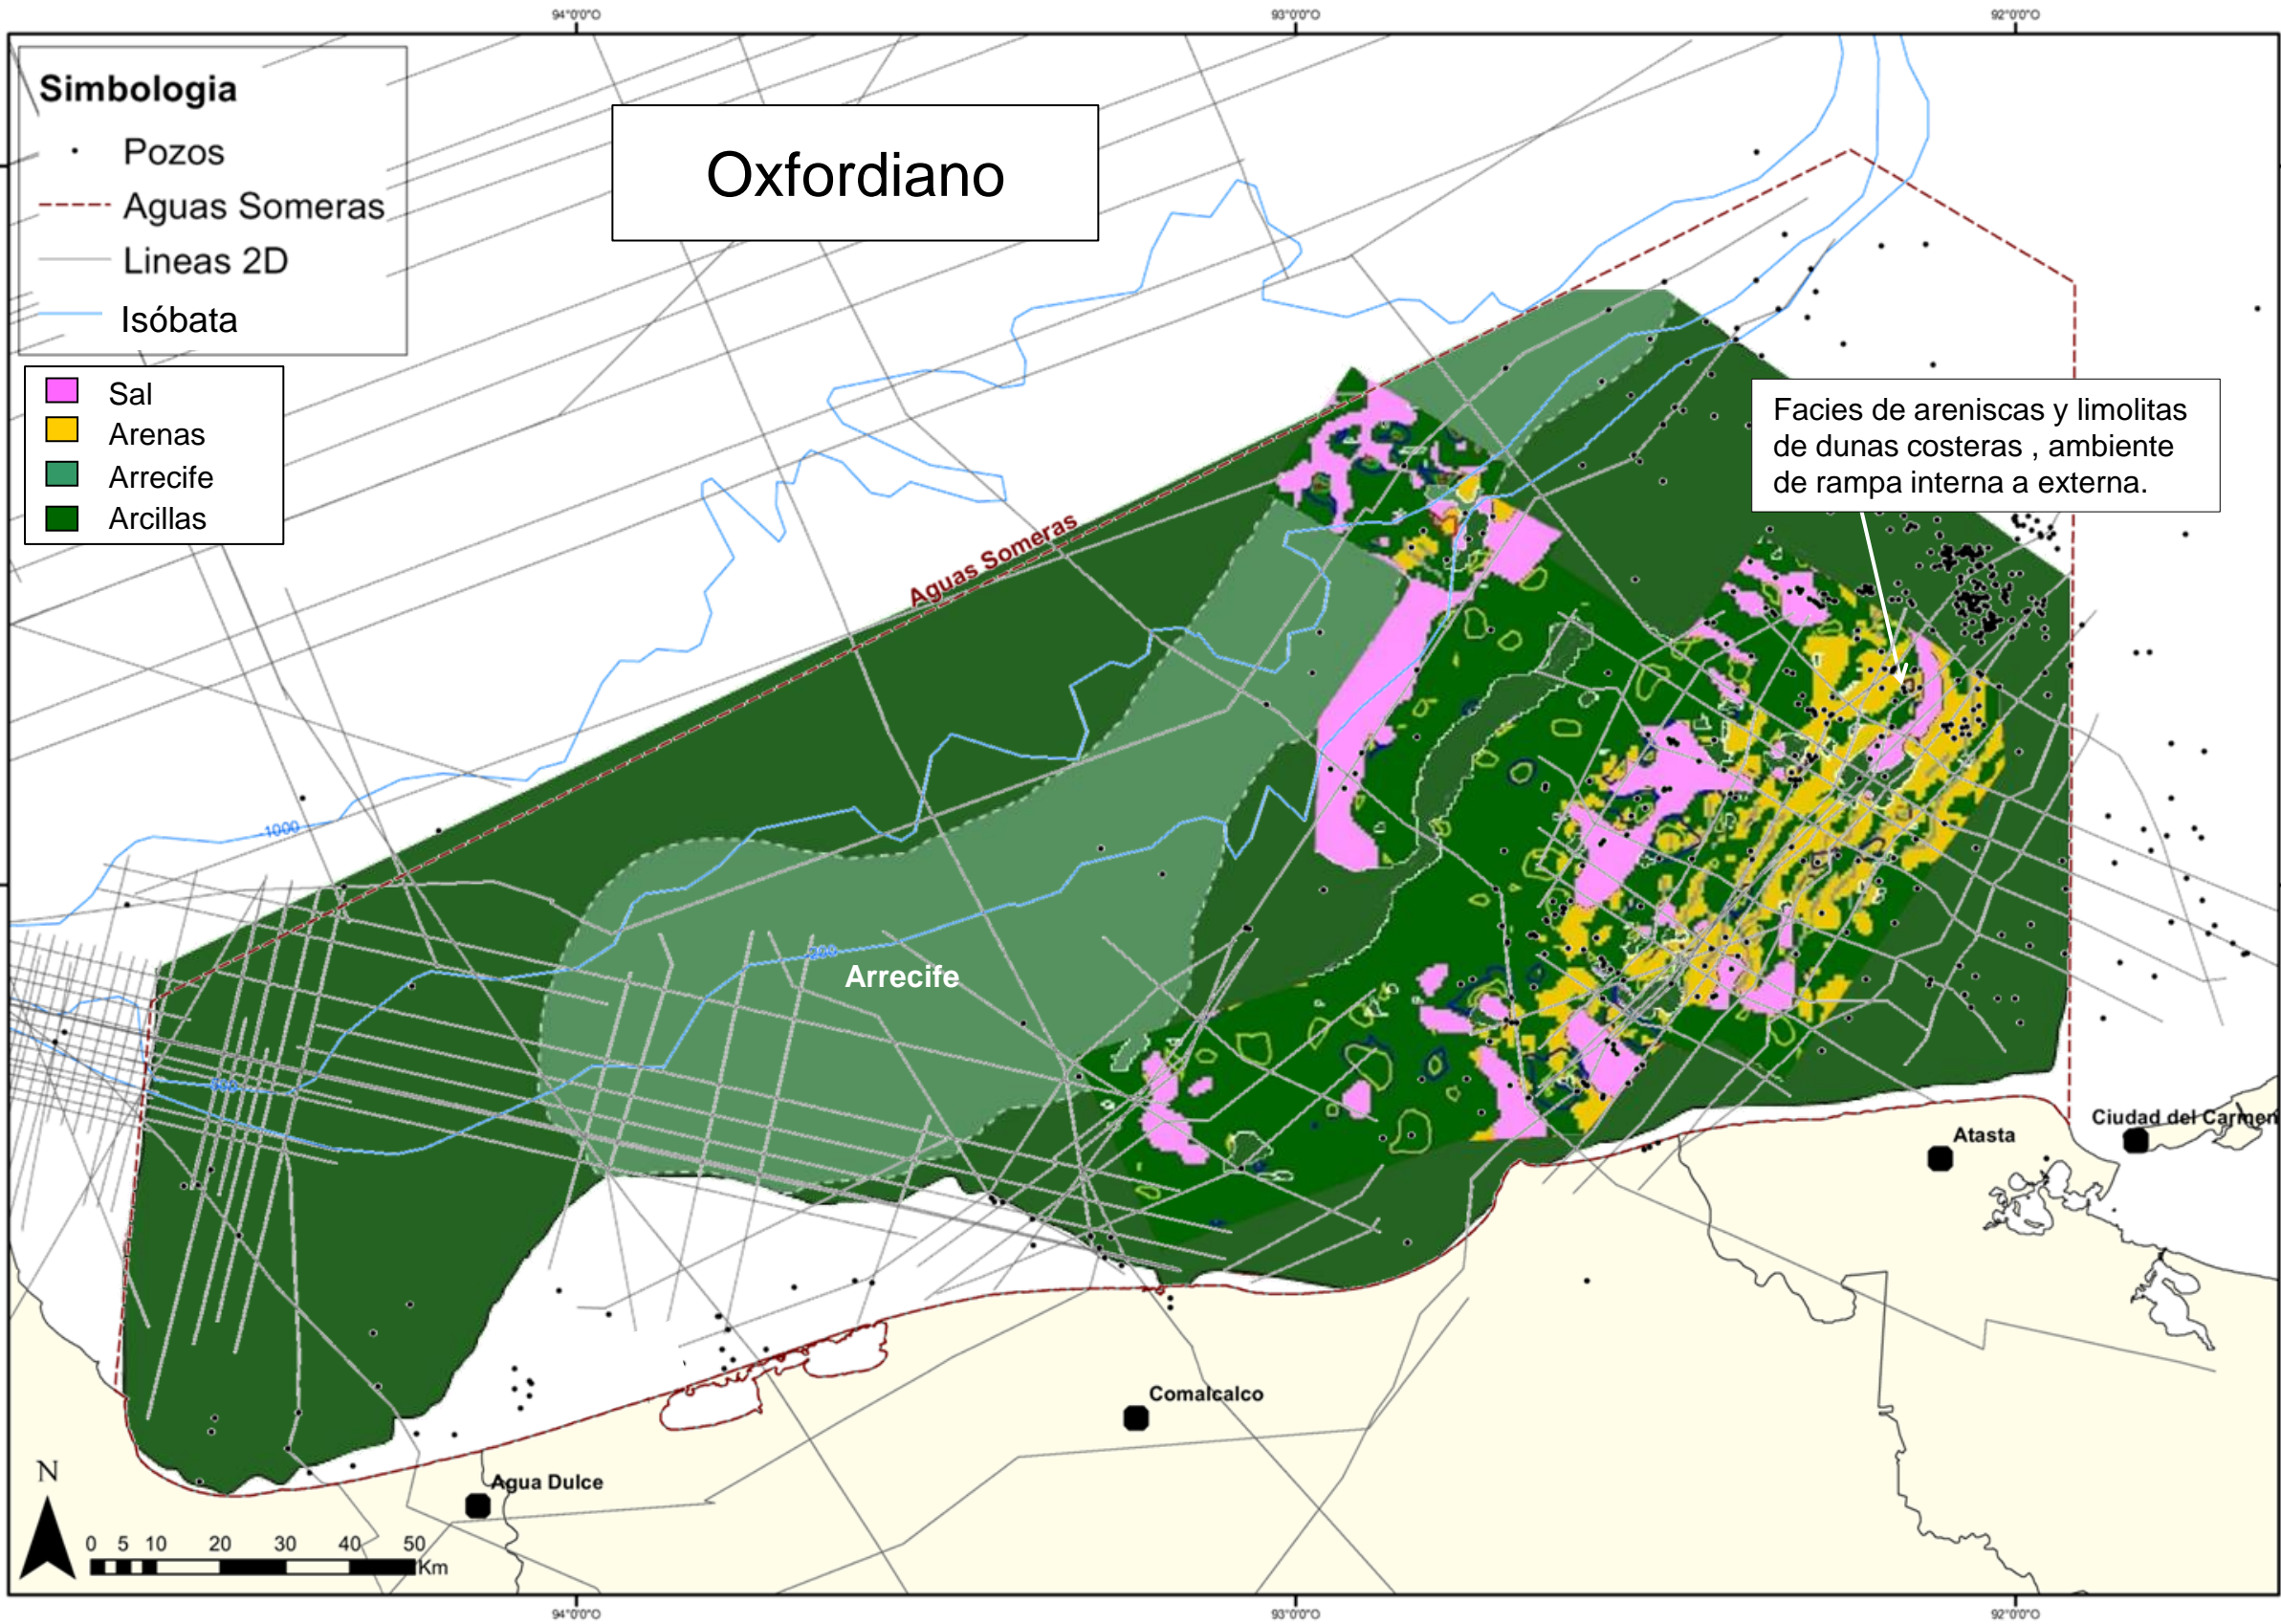 94°0'0"O
93°0'0"O
92°0'0"O
Simbologia
Pozos
Aguas Someras
Lineas 2D
Isóbata
Oxfordiano
Sal
Arenas
Arrecife
Arcillas
Facies de areniscas y limolitas
de dunas costeras , ambiente
de rampa interna a externa.
Aguas Someras
-1000
Arrecife
Ciudad del Carmen
Atasta
Comalcalco
Agua Dulce
N
0 5 10 20 30 40 50
Km
94°0'0"O
93°0'0"O
92°0'0"O